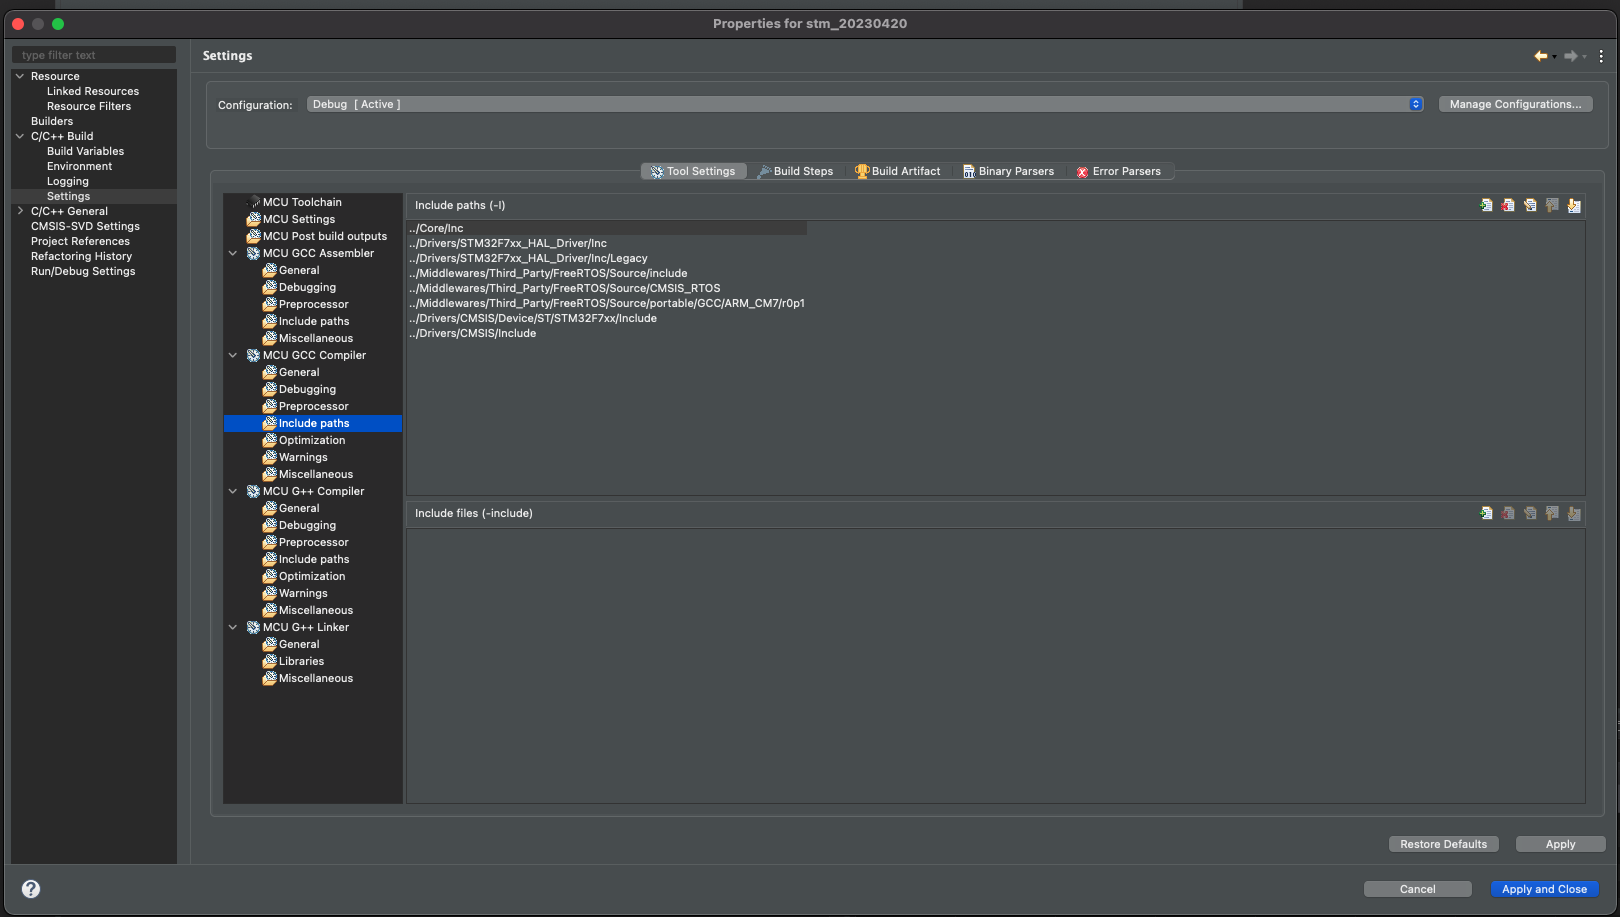 Properties for stm_20230420
type filter text
Resource
Linked Resources
Resource Filters
Builders
C/C++ Build
Build Variables
Environment
Logging
Settings
C/C++ General
CMSIS-SVD Settings
Project References
Refactoring History
Run/Debug Settings
Settings
Configuration: Debug [ Active ] Manage Configurations...
Tool Settings Build Steps Build Artifact Binary Parsers Error Parsers
MCU Toolchain
MCU Settings
MCU Post build outputs
MCU GCC Assembler
General
Debugging
Preprocessor
Include paths
Miscellaneous
MCU GCC Compiler
General
Debugging
Preprocessor
Include paths
Optimization
Warnings
Miscellaneous
MCU G++ Compiler
General
Debugging
Preprocessor
Include paths
Optimization
Warnings
Miscellaneous
MCU G++ Linker
General
Libraries
Miscellaneous
Include paths (-I)
../Core/Inc
../Drivers/STM32F7xx_HAL_Driver/Inc
../Drivers/STM32F7xx_HAL_Driver/Inc/Legacy
../Middlewares/Third_Party/FreeRTOS/Source/include
../Middlewares/Third_Party/FreeRTOS/Source/CMSIS_RTOS
../Middlewares/Third_Party/FreeRTOS/Source/portable/GCC/ARM_CM7/r0p1
../Drivers/CMSIS/Device/ST/STM32F7xx/Include
../Drivers/CMSIS/Include
Include files (-include)
Restore Defaults Apply
? Cancel Apply and Close